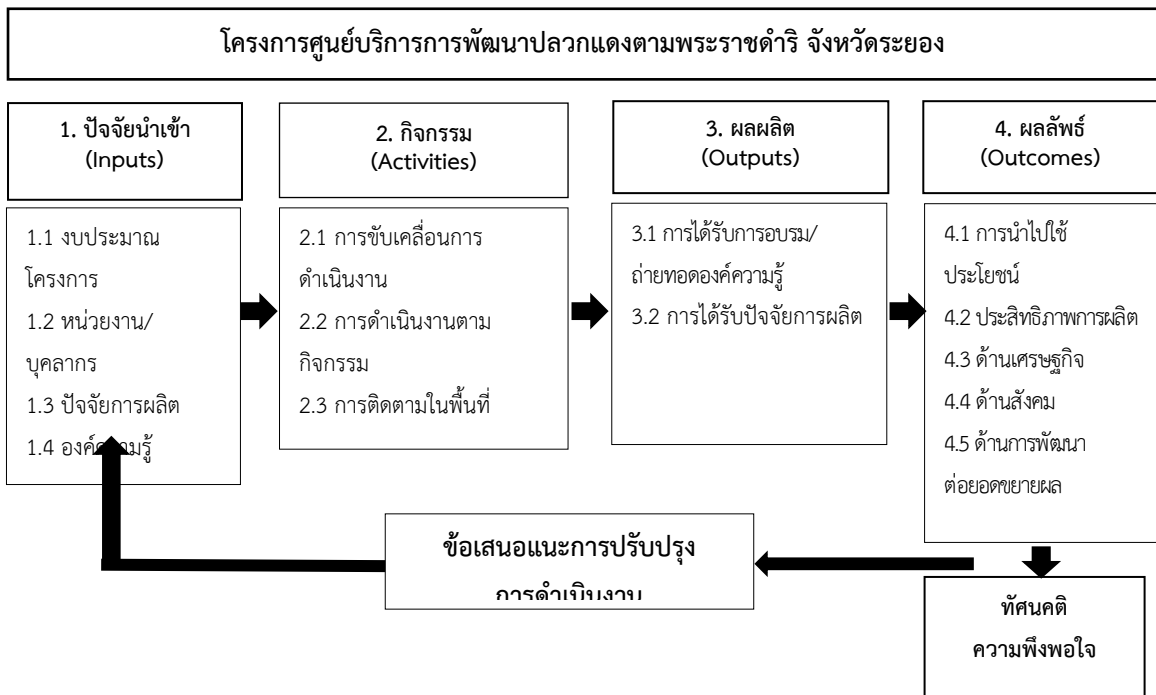 โครงการศูนย์บริการการพัฒนาปลวกแดงตามพระราชดำริ จังหวัดระยอง
1. ปัจจัยนำเข้า
(Inputs)
1.1 งบประมาณ
โครงการ
1.2 หน่วยงาน/
บุคลากร
1.3 ปัจจัยการผลิต
1.4 องค์ความรู้
2. กิจกรรม
(Activities)
2.1 การขับเคลื่อนการ
ดำเนินงาน
2.2 การดำเนินงานตาม
กิจกรรม
2.3 การติดตามในพื้นที่
3. ผลผลิต
(Outputs)
3.1 การได้รับการอบรม/
ถ่ายทอดองค์ความรู้
3.2 การได้รับปัจจัยการผลิต
4. ผลลัพธ์
(Outcomes)
4.1 การนำไปใช้
ประโยชน์
4.2 ประสิทธิภาพการผลิต
4.3 ด้านเศรษฐกิจ
4.4 ด้านสังคม
4.5 ด้านการพัฒนา
ต่อยอดขยายผล
ข้อเสนอแนะการปรับปรุง
การดำเนินงาน
ทัศนคติ
ความพึงพอใจ